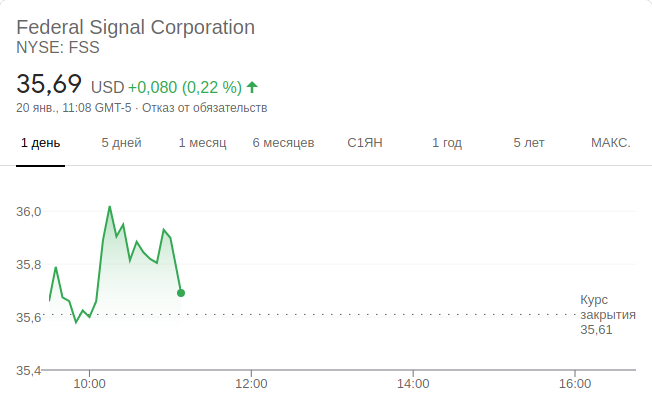 Federal Signal Corporation
NYSE: FSS
35,69 USD +0,080 (0,22 %)
20 янв., 11:08 GMT-5 · Отказ от обязательств
1 день 5 дней 1 месяц 6 месяцев С1ЯН 1 год 5 лет МАКС.
36,0
35,8
35,6
35,4
Курс
закрытия
35,61
10:00 12:00 14:00 16:00